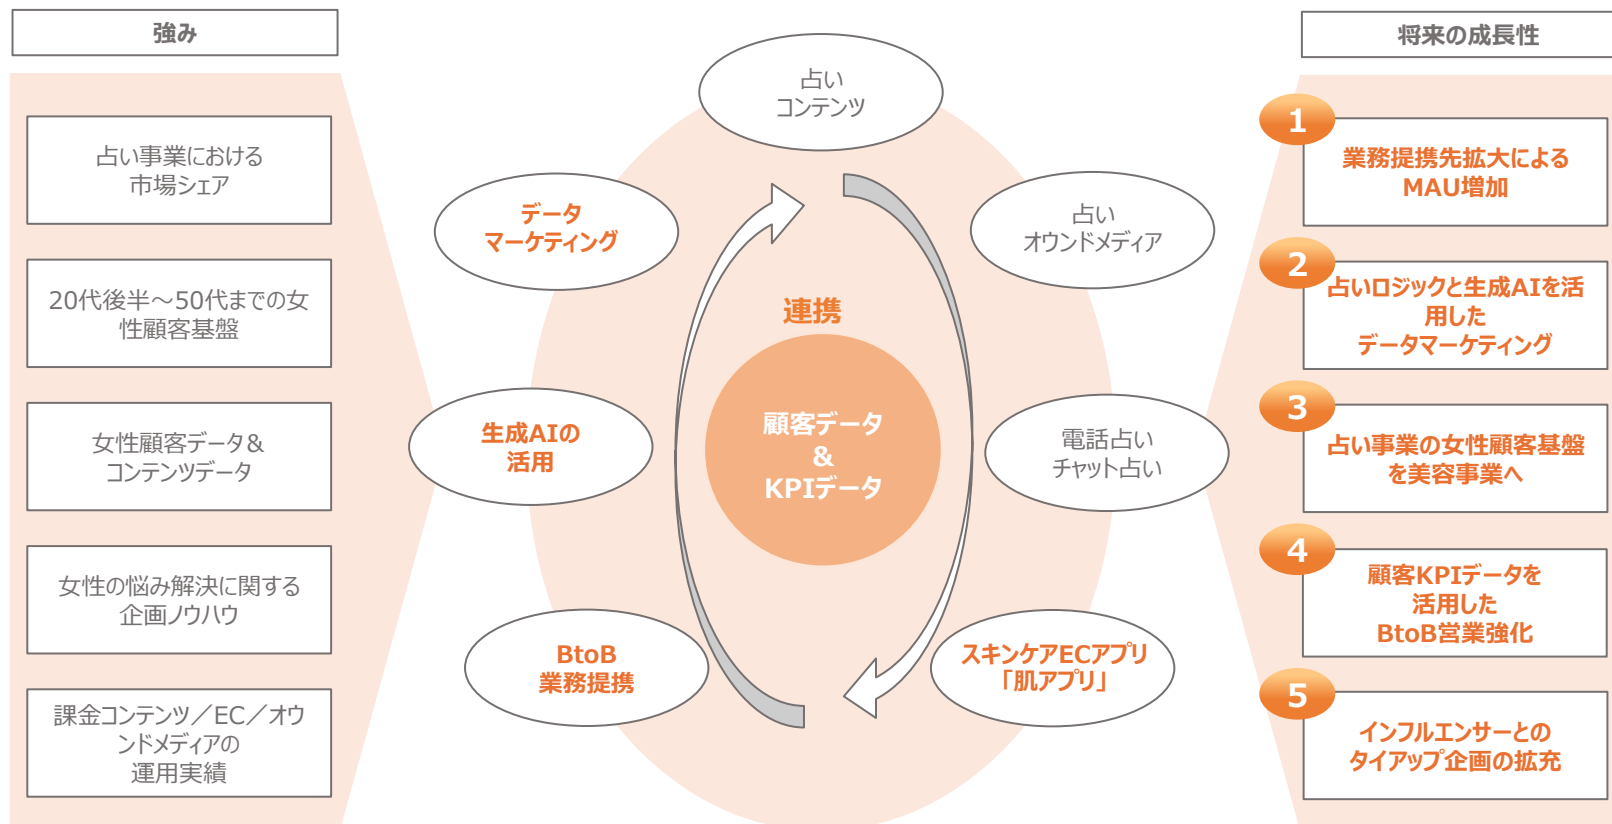 強み
占い事業における
市場シェア
20代後半～50代までの女
性顧客基盤
女性顧客データ＆
コンテンツデータ
女性の悩み解決に関する
企画ノウハウ
課金コンテンツ／EC／オウ
ンドメディアの
運用実績
占い
コンテンツ
データ
マーケティング
占い
オウンドメディア
連携
顧客データ
&
KPIデータ
生成AIの
活用
電話占い
チャット占い
BtoB
業務提携
スキンケアECアプリ
「肌アプリ」
将来の成長性
1
業務提携先拡大による
MAU増加
2
占いロジックと生成AIを活
用した
データマーケティング
3
占い事業の女性顧客基盤
を美容事業へ
4
顧客KPIデータを
活用した
BtoB営業強化
5
インフルエンサーとの
タイアップ企画の拡充